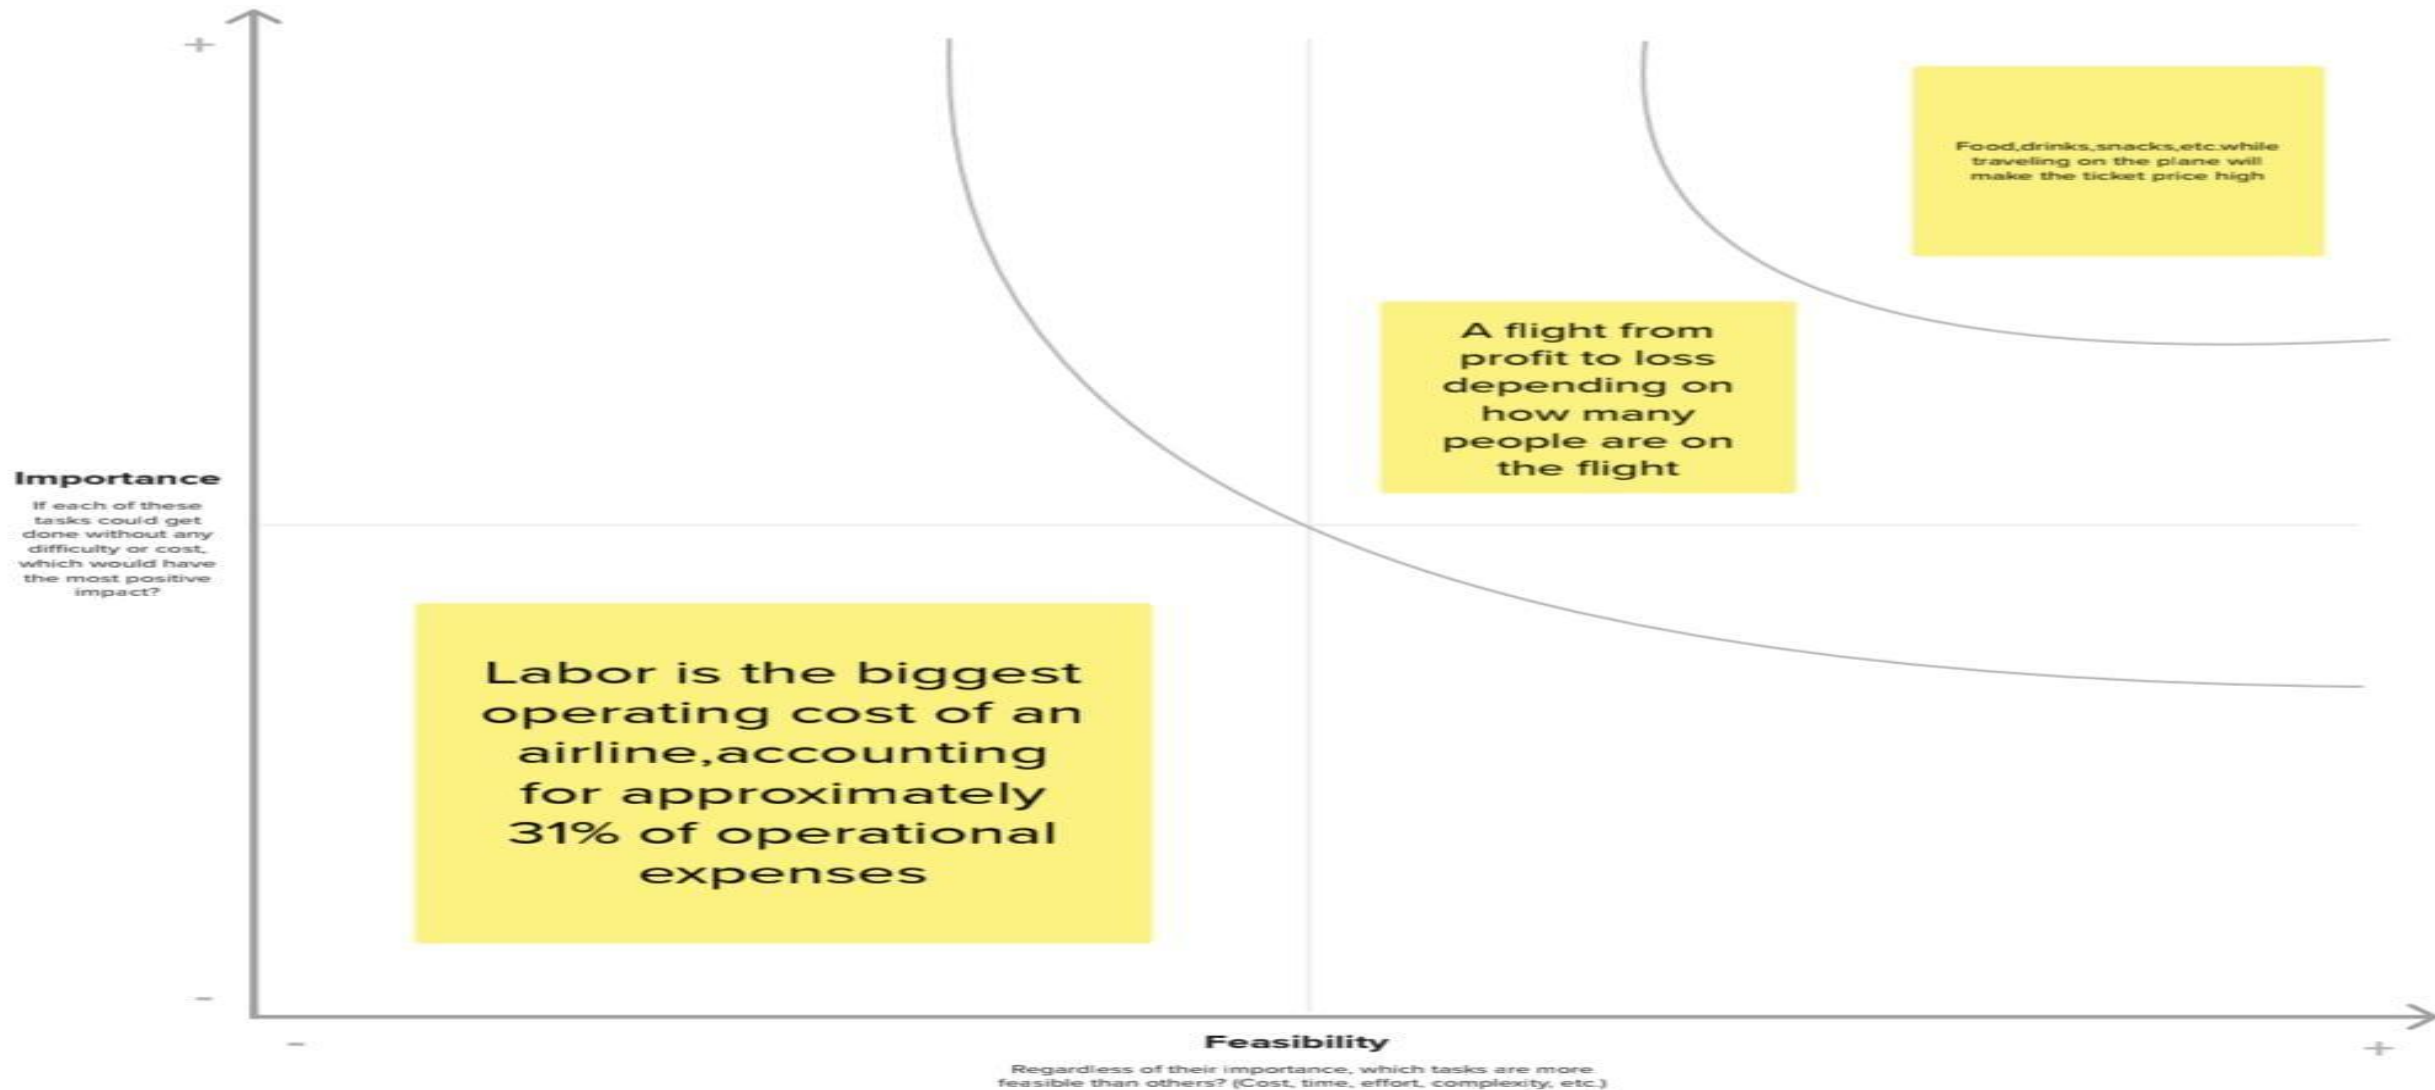 +
Food,drinks,snacks,etc.while
traveling on the plane will
make the ticket price high
A flight from
profit to loss
depending on
how many
people are on
the flight
Importance
If each of these
tasks could get
done without any
difficulty or cost,
which would have
the most positive
impact?
Labor is the biggest
operating cost of an
airline,accounting
for approximately
31% of operational
expenses
-
-
Feasibility
+
Regardless of their importance, which tasks are more
feasible than others? (Cost, time, effort, complexity, etc.)